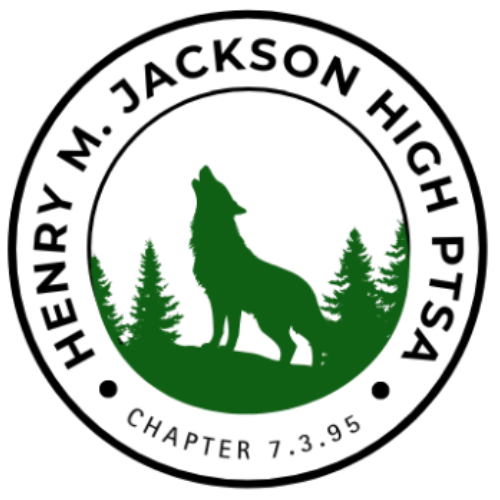 HENRY M. JACKSON HIGH PTSA
CHAPTER 7.3.95